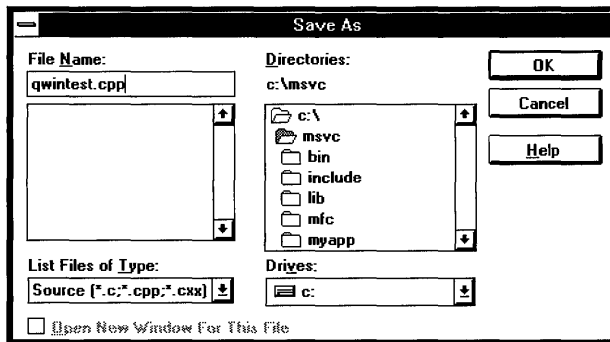 Save As
File Name:
qwintest.cpp
Directories:
c:\msvc
c:\
msvc
bin
include
lib
mfc
myapp
OK
Cancel
Help
List Files of Type:
Source (*.c;*.cpp;*.cxx)
Drives:
c:
Open New Window For This File